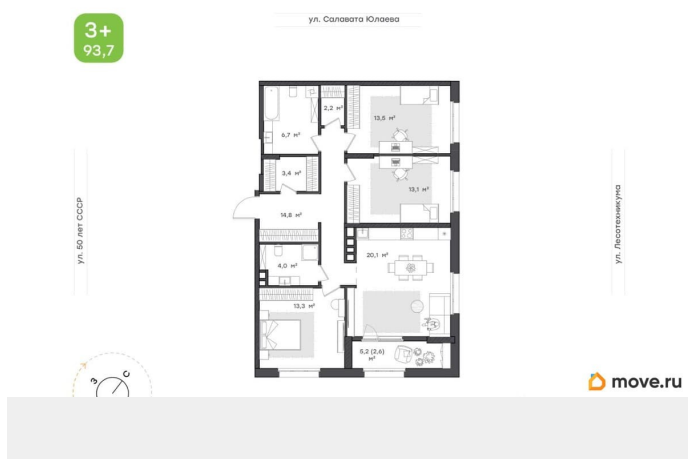 3+
93,7
ул. Салавата Юлаева
2,2 м²
13,5 м²
6,7 м²
3,4 м²
13,1 м²
14,8 м²
ул. 50 лет СССР
ул. Лесотехникума
20,1 м²
4,0 м²
13,3 м²
5,2 (2,6)
м²
З
С
move.ru